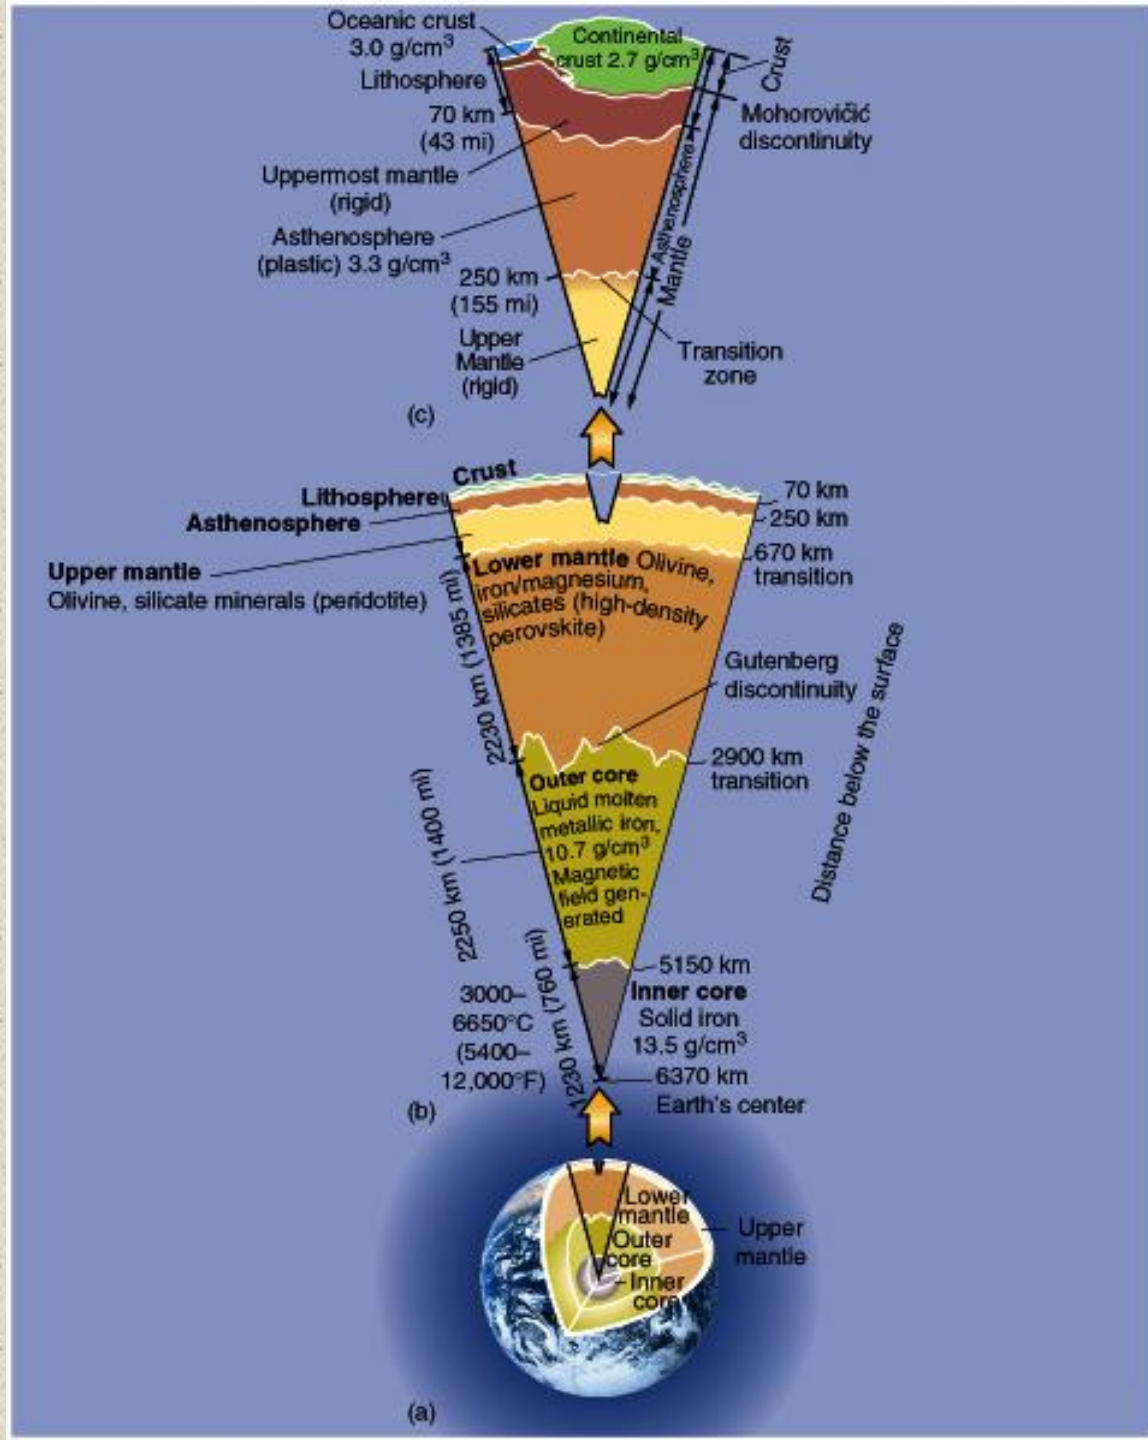 Oceanic crust
3.0 g/cm³
Continental
crust 2.7 g/cm³
Crust
Lithosphere
70 km
(43 mi)
Mohorovičić
discontinuity
Uppermost mantle
(rigid)
Asthenosphere
(plastic) 3.3 g/cm³
Asthenosphere
Mantle
250 km
(155 mi)
Upper
Mantle
(rigid)
Transition
zone
(c)
Crust
Lithosphere
Asthenosphere
70 km
250 km
670 km
transition
Upper mantle
Olivine, silicate minerals (peridotite)
Lower mantle Olivine,
iron/magnesium,
silicates (high-density
perovskite)
2230 km (1385 mi)
Gutenberg
discontinuity
Distance below the surface
2900 km
transition
Outer core
Liquid molten
metallic iron,
10.7 g/cm³
Magnetic
field gen-
erated
2250 km (1400 mi)
5150 km
Inner core
Solid iron
13.5 g/cm³
3000–
6650°C
(5400–
12,000°F)
1230 km (760 mi)
6370 km
Earth's center
(b)
Lower
mantle
Outer
core
Inner
core
Upper
mantle
(a)